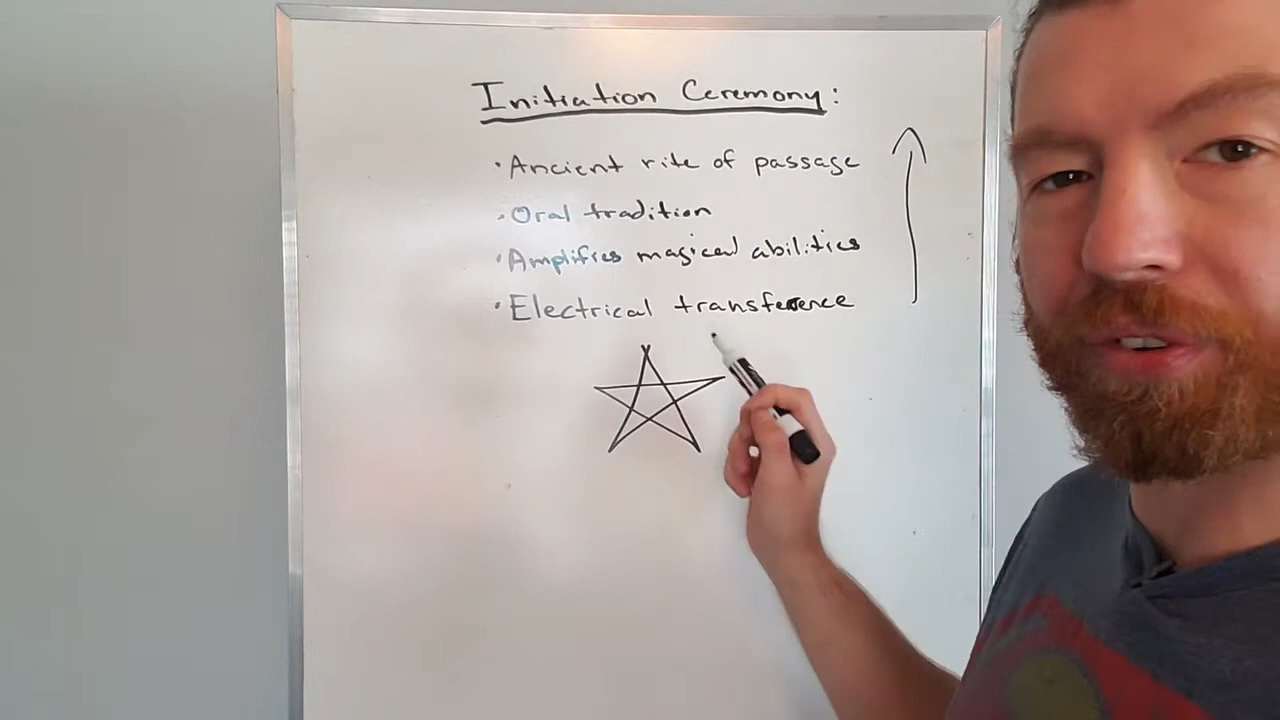 Initiation Ceremony:
· Ancient rite of passage
· Oral tradition
· Amplifies magical abilities
· Electrical transference